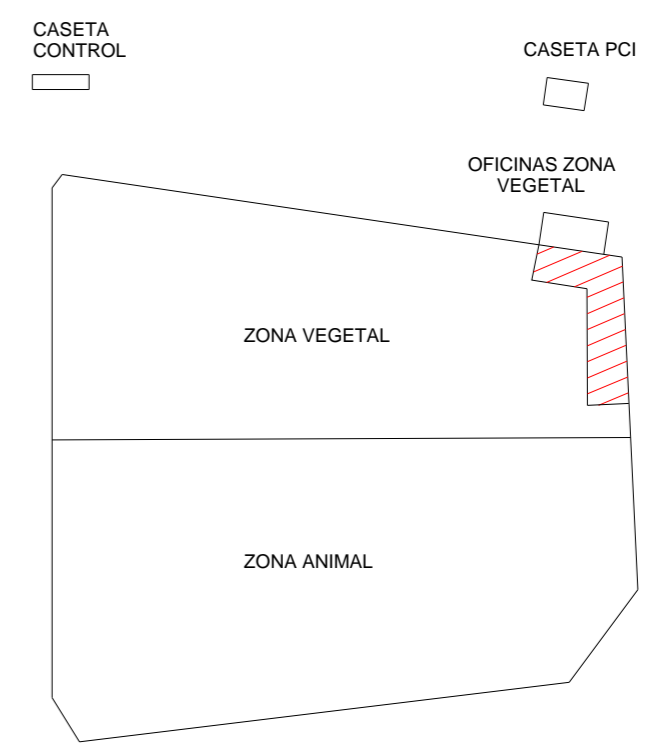 CASETA
CONTROL
CASETA PCI
OFICINAS ZONA
VEGETAL
ZONA VEGETAL
ZONA ANIMAL